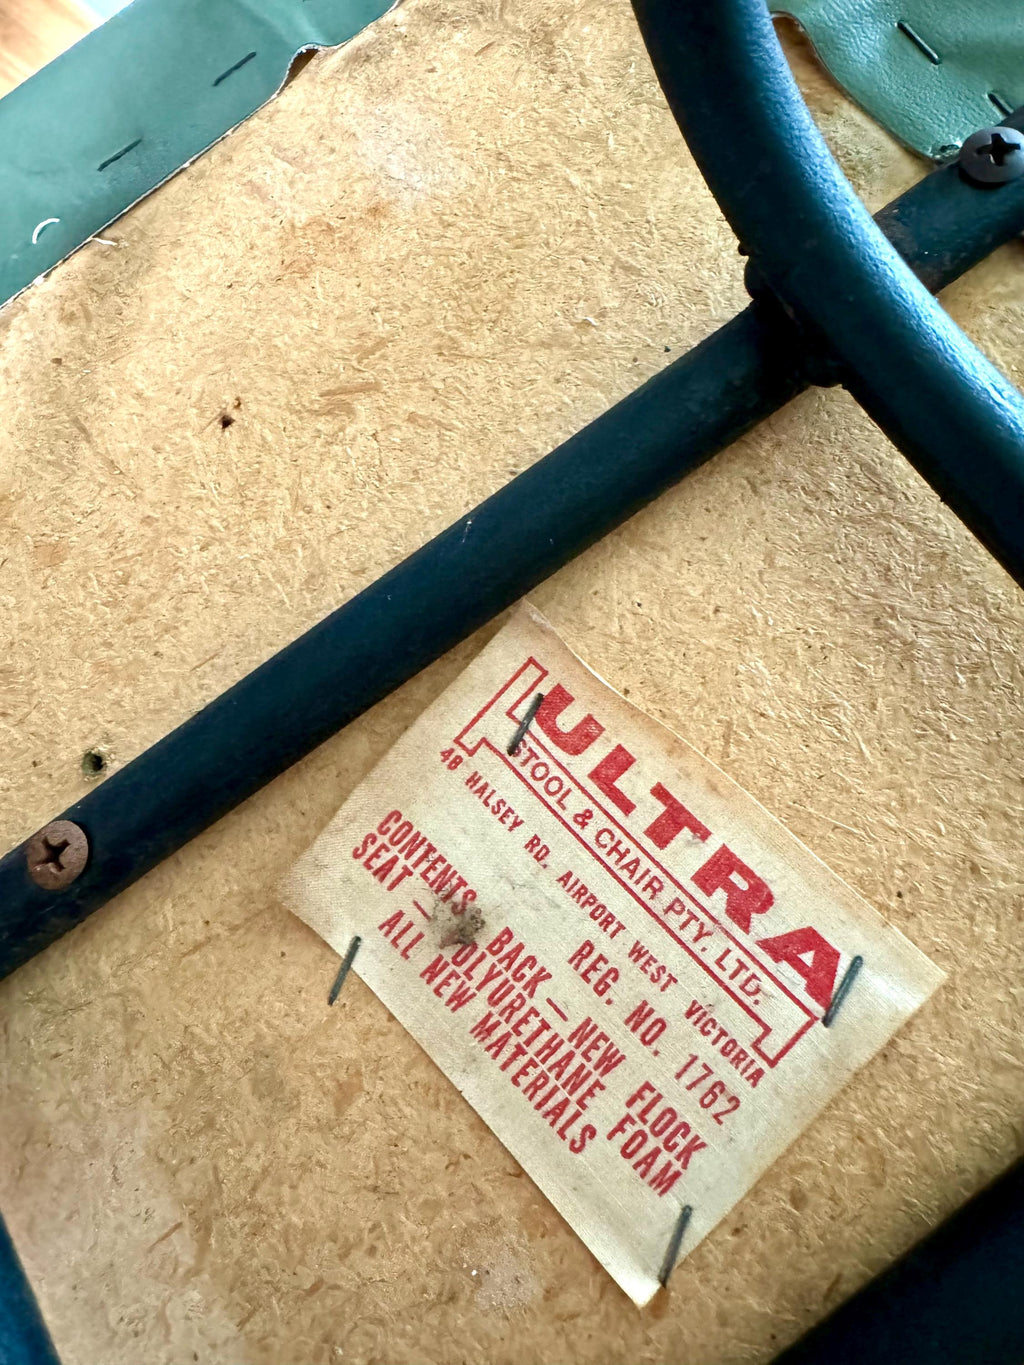 ULTRA
STOOL & CHAIR PTY. LTD.
48 HALSEY RD. AIRPORT WEST VICTORIA
REG. NO. 1762
CONTENTS BACK — NEW FLOCK
SEAT — POLYURETHANE FOAM
ALL NEW MATERIALS